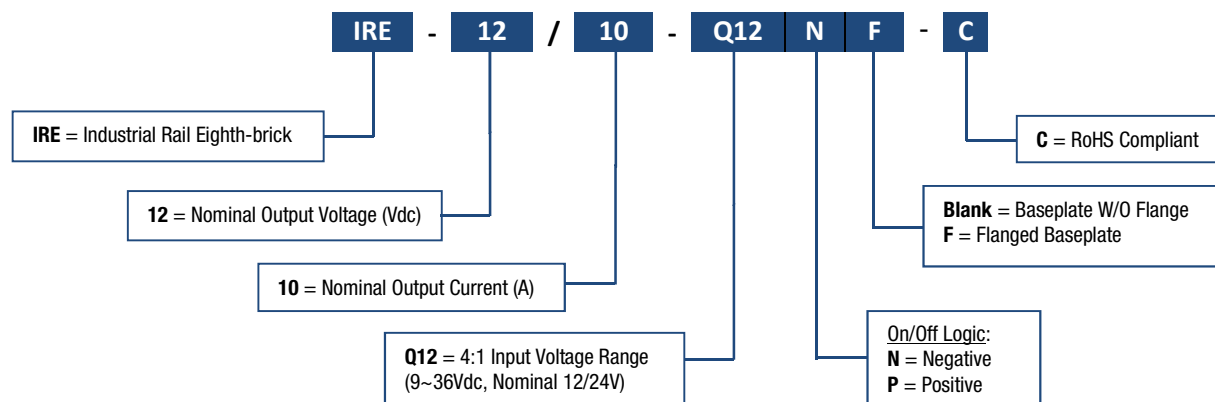 IRE - 12 / 10 - Q12 N F - C
IRE = Industrial Rail Eighth-brick
C = RoHS Compliant
12 = Nominal Output Voltage (Vdc)
Blank = Baseplate W/O Flange
F = Flanged Baseplate
10 = Nominal Output Current (A)
Q12 = 4:1 Input Voltage Range
(9~36Vdc, Nominal 12/24V)
On/Off Logic:
N = Negative
P = Positive